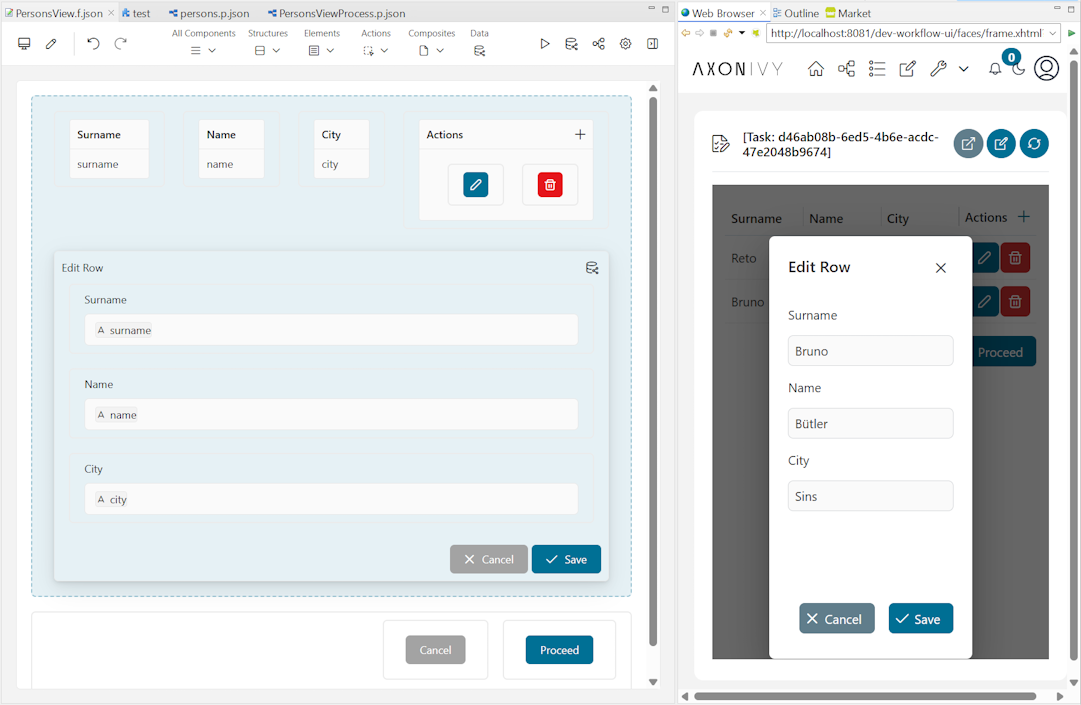 PersonsView.f.json
test
persons.p.json
PersonsViewProcess.p.json
All Components
Structures
Elements
Actions
Composites
Data
Surname
surname
Name
name
City
city
Actions
Edit Row
Surname
A surname
Name
A name
City
A city
Cancel
Save
Cancel
Proceed
Web Browser
Outline
Market
http://localhost:8081/dev-workflow-ui/faces/frame.xhtml
AXONIVY
0
[Task: d46ab08b-6ed5-4b6e-acdc-
47e2048b9674]
Surname
Name
City
Actions
Reto
Bruno
Proceed
Edit Row
Surname
Bruno
Name
Bütler
City
Sins
Cancel
Save